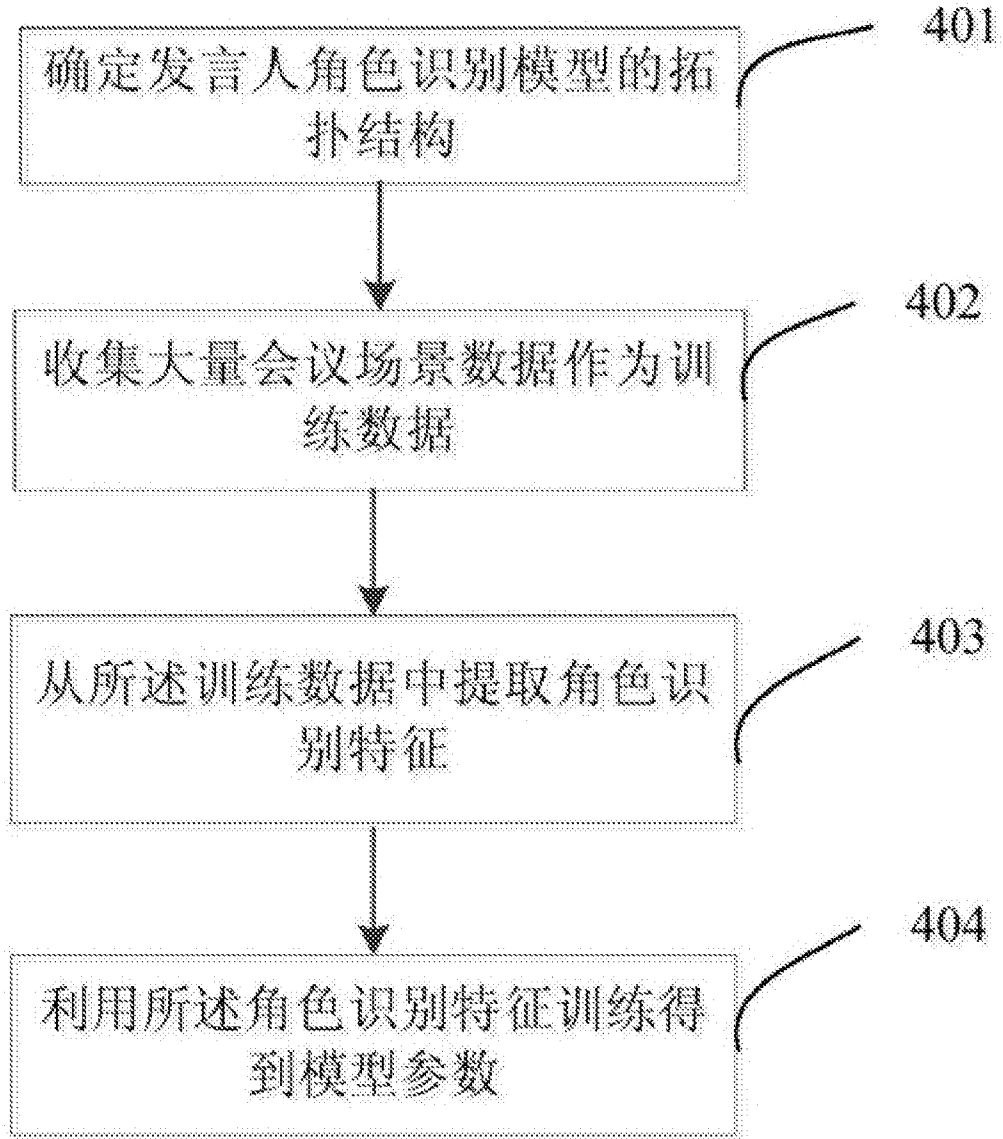 确定发言人角色识别模型的拓
扑结构
401
收集大量会议场景数据作为训
练数据
402
从所述训练数据中提取角色识
别特征
403
利用所述角色识别特征训练得
到模型参数
404